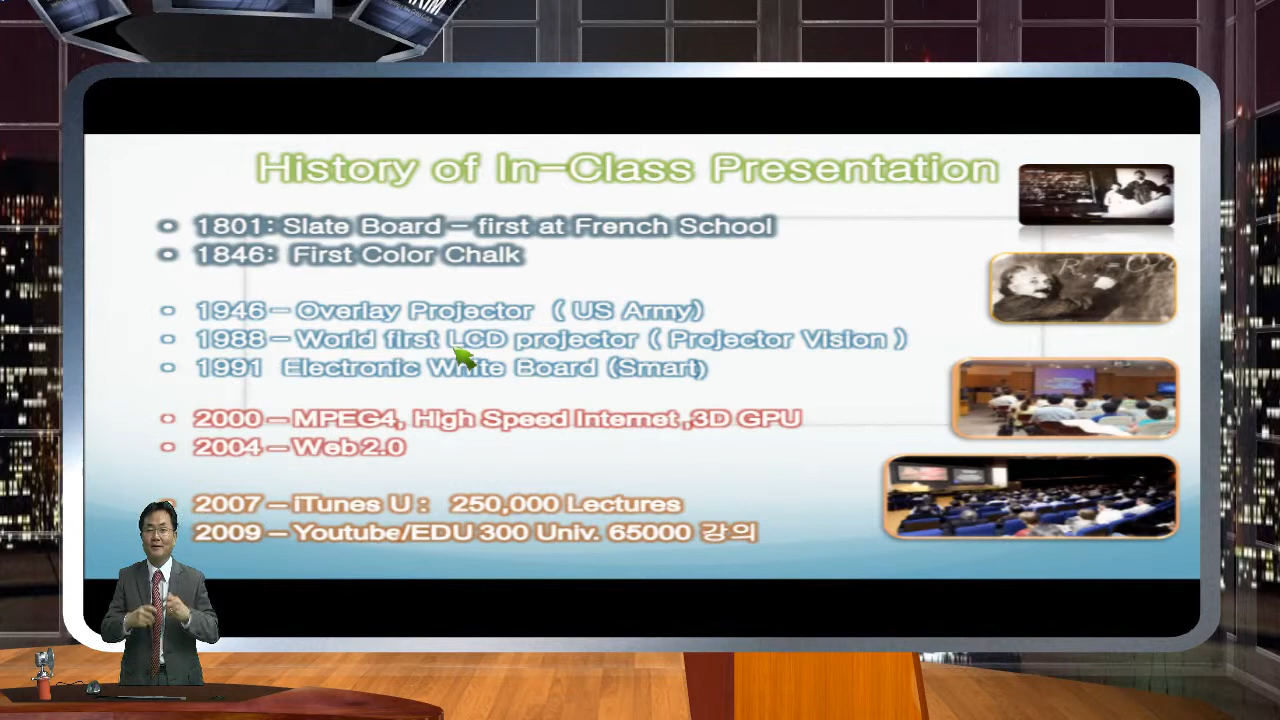 History of In-Class Presentation
• 1801: Slate Board - first at French School
• 1846: First Color Chalk
• 1946 - Overlay Projector ( US Army)
• 1988 - World first LCD projector ( Projector Vision )
• 1991 Electronic White Board (Smart)
• 2000 - MPEG4, High Speed Internet ,3D GPU
• 2004 - Web2.0
• 2007 - iTunes U : 250,000 Lectures
2009 - Youtube/EDU 300 Univ. 65000 강의